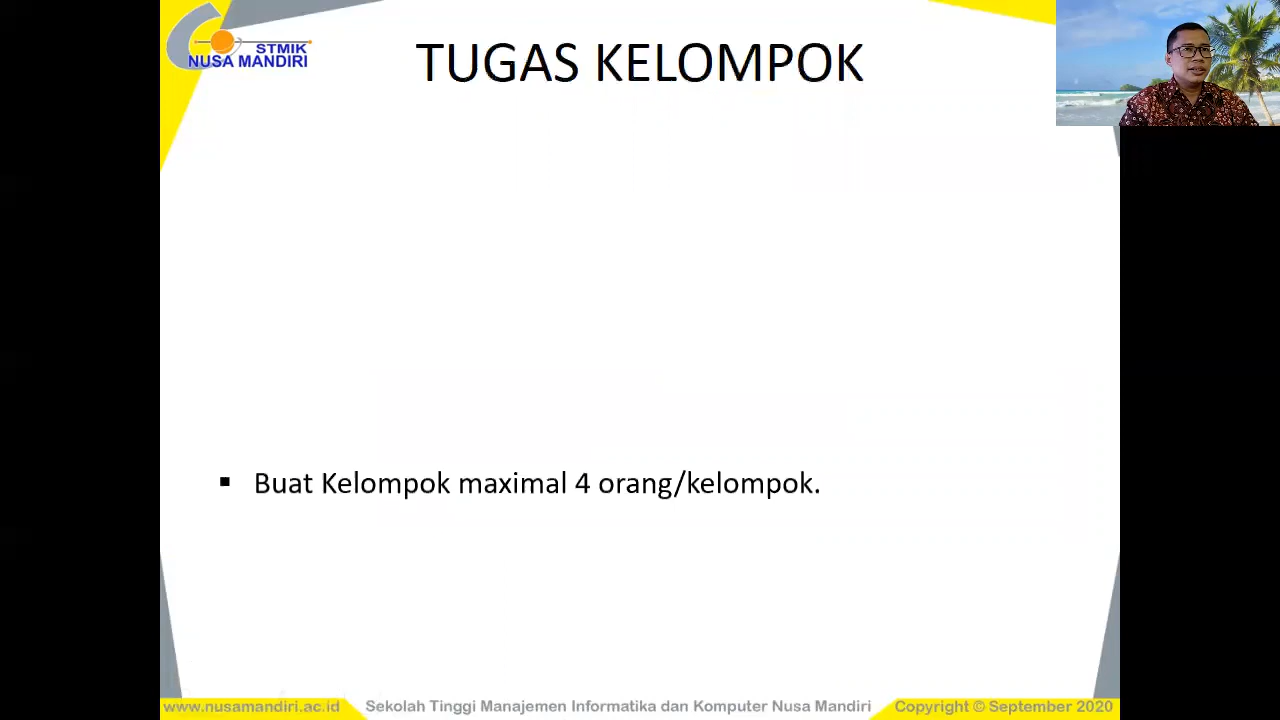 STMIK
NUSA MANDIRI
TUGAS KELOMPOK
▪ Buat Kelompok maximal 4 orang/kelompok.
www.nusamandiri.ac.id Sekolah Tinggi Manajemen Informatika dan Komputer Nusa Mandiri Copyright © September 2020